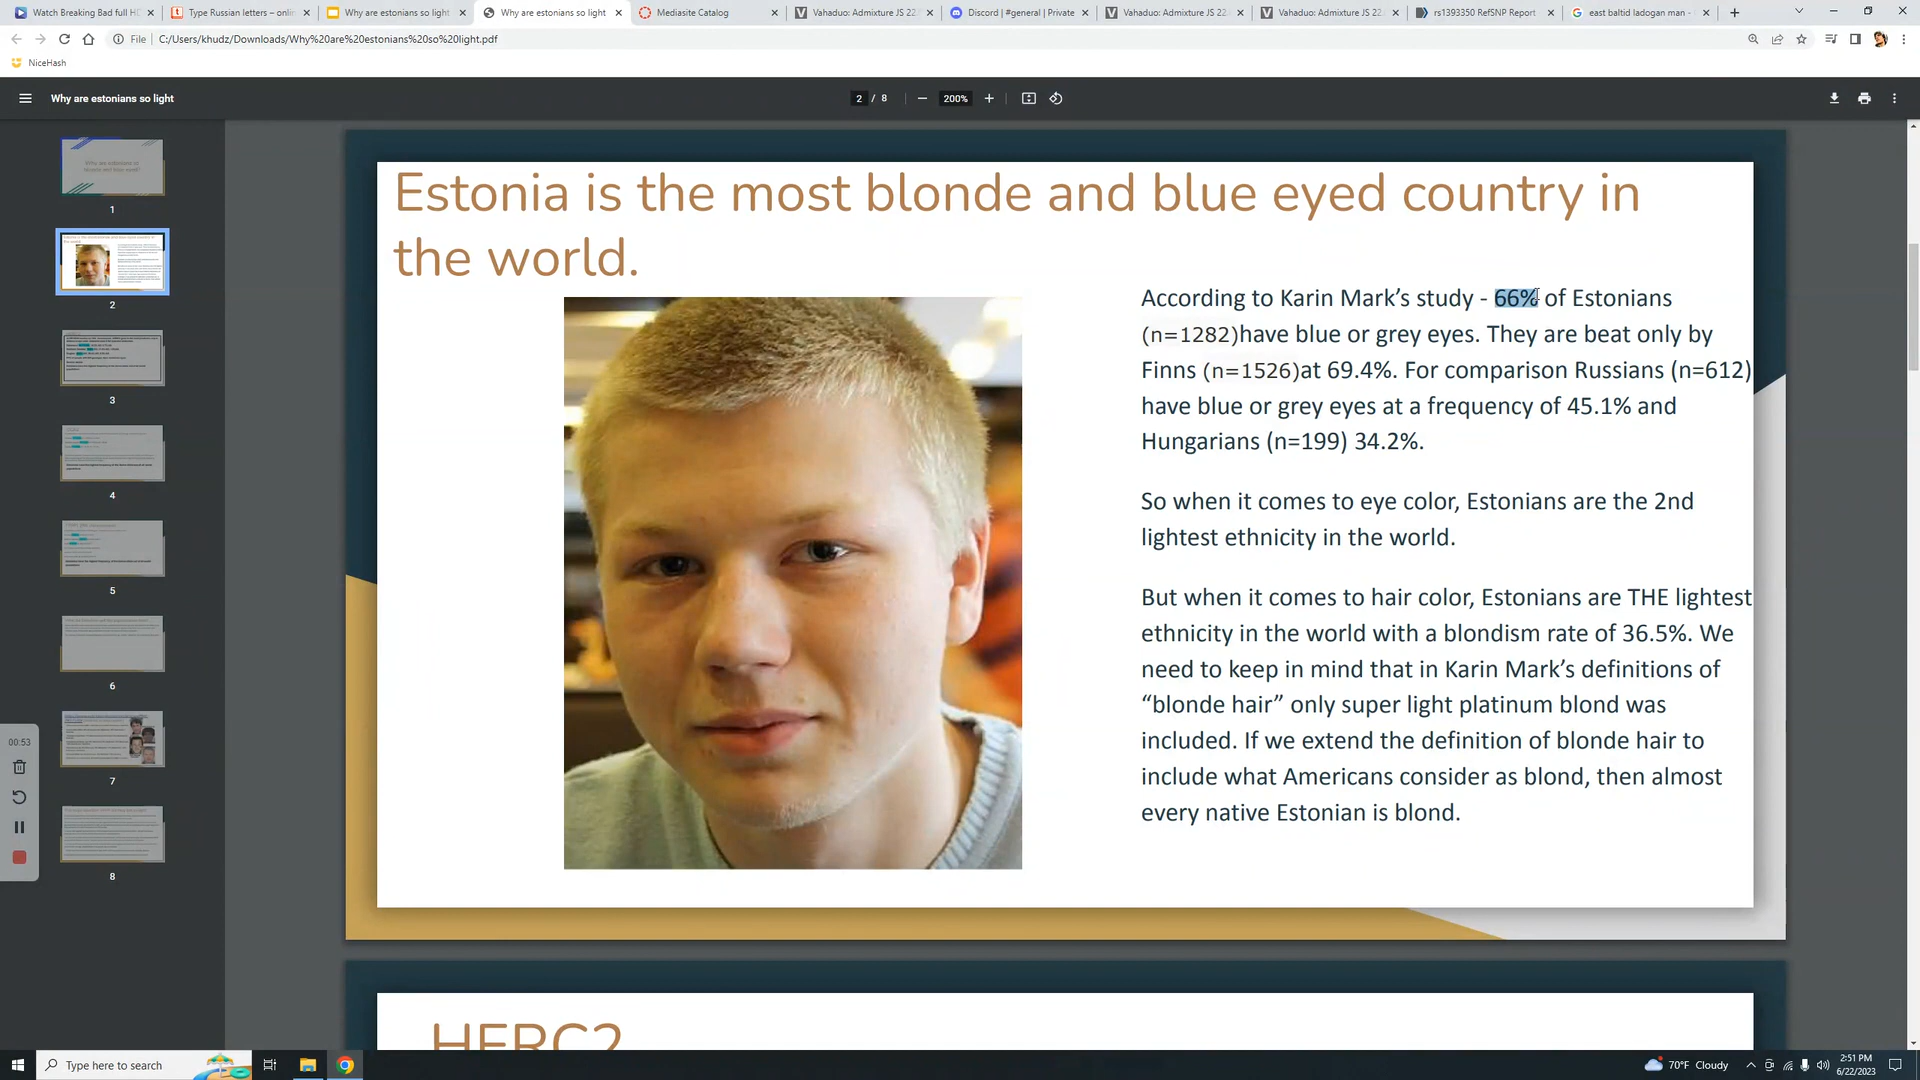 Watch Breaking Bad full HD
Type Russian letters – onlin
Why are estonians so light
Why are estonians so light
Mediasite Catalog
Vahaduo: Admixture JS 22.
Discord | #general | Private
Vahaduo: Admixture JS 22.
Vahaduo: Admixture JS 22.
rs1393350 RefSNP Report
east baltid ladogan man -
File
C:/Users/khudz/Downloads/Why%20are%20estonians%20so%20light.pdf
NiceHash
Why are estonians so light
2 / 8
200%
1
2
3
4
5
6
7
8
00:53
Estonia is the most blonde and blue eyed country in
the world.
According to Karin Mark’s study - 66% of Estonians
(n=1282)have blue or grey eyes. They are beat only by
Finns (n=1526)at 69.4%. For comparison Russians (n=612)
have blue or grey eyes at a frequency of 45.1% and
Hungarians (n=199) 34.2%.
So when it comes to eye color, Estonians are the 2nd
lightest ethnicity in the world.
But when it comes to hair color, Estonians are THE lightest
ethnicity in the world with a blondism rate of 36.5%. We
need to keep in mind that in Karin Mark’s definitions of
“blonde hair” only super light platinum blond was
included. If we extend the definition of blonde hair to
include what Americans consider as blond, then almost
every native Estonian is blond.
HERC2
Type here to search
70°F Cloudy
2:51 PM
6/22/2023